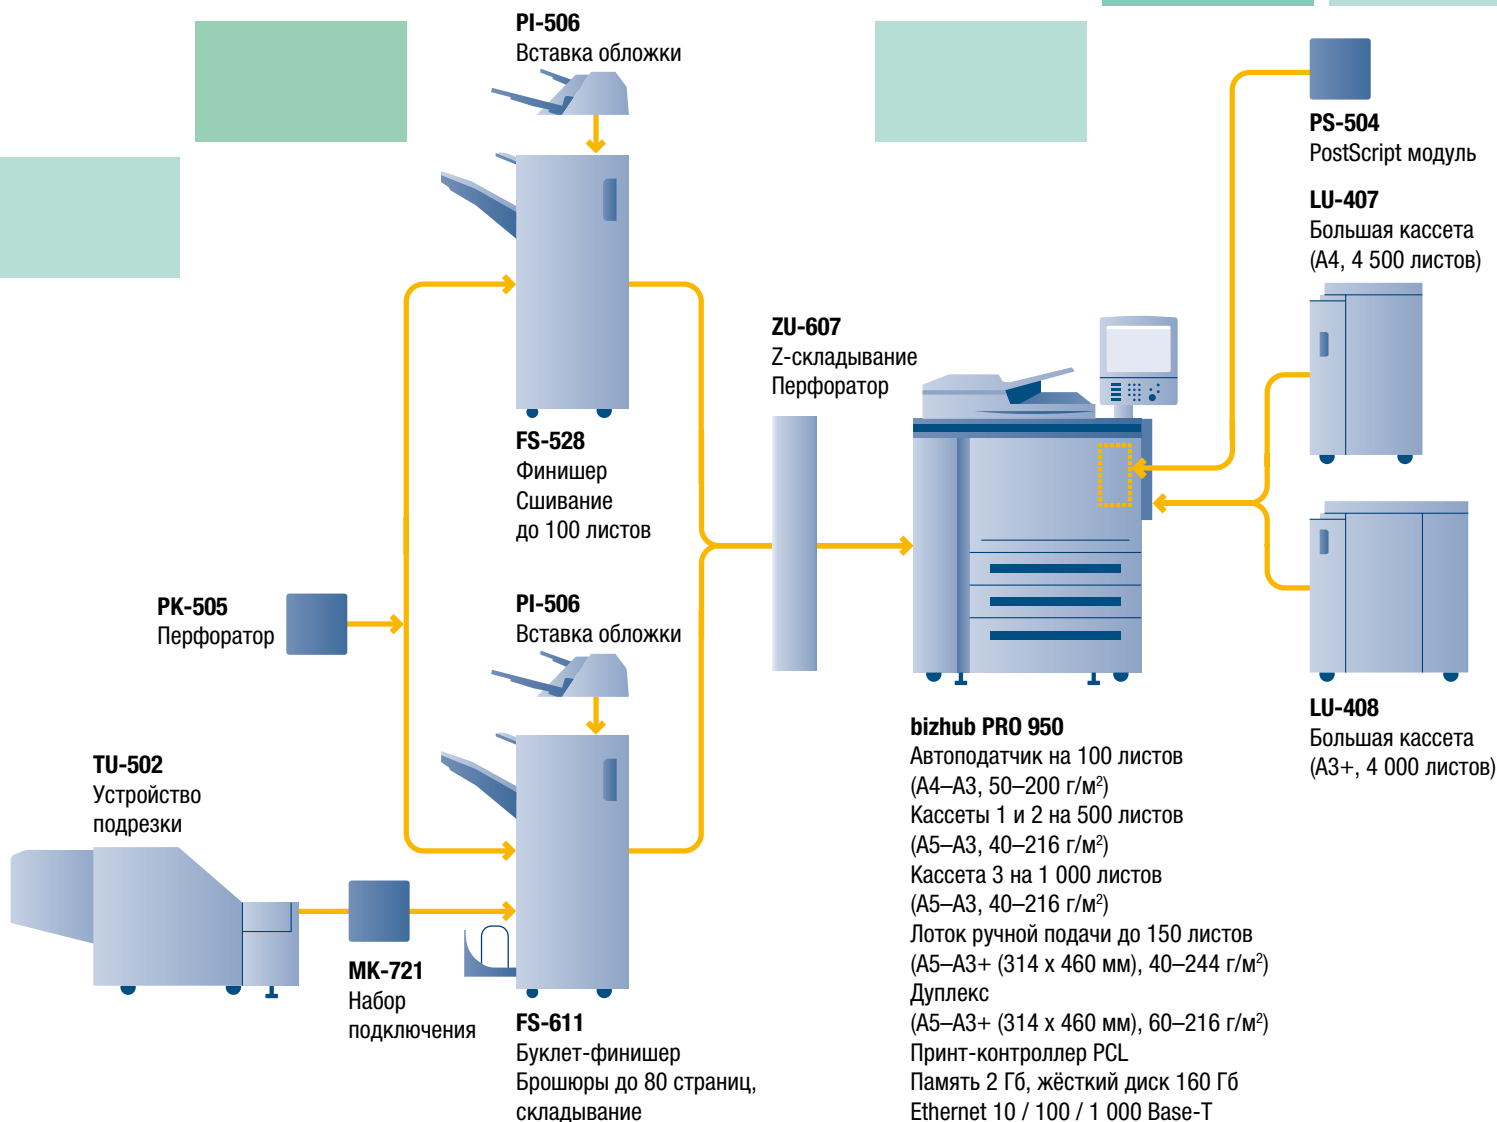 PI-506
Вставка обложки
PS-504
PostScript модуль
LU-407
Большая кассета
(A4, 4 500 листов)
ZU-607
Z-складывание
Перфоратор
FS-528
Финишер
Сшивание
до 100 листов
PK-505
Перфоратор
PI-506
Вставка обложки
LU-408
Большая кассета
(A3+, 4 000 листов)
TU-502
Устройство
подрезки
MK-721
Набор
подключения
FS-611
Буклет-финишер
Брошюры до 80 страниц,
складывание
bizhub PRO 950
Автоподатчик на 100 листов
(A4–A3, 50–200 г/м²)
Кассеты 1 и 2 на 500 листов
(A5–A3, 40–216 г/м²)
Кассета 3 на 1 000 листов
(A5–A3, 40–216 г/м²)
Лоток ручной подачи до 150 листов
(A5–A3+ (314 x 460 мм), 40–244 г/м²)
Дуплекс
(A5–A3+ (314 x 460 мм), 60–216 г/м²)
Принт-контроллер PCL
Память 2 Гб, жёсткий диск 160 Гб
Ethernet 10 / 100 / 1 000 Base-T